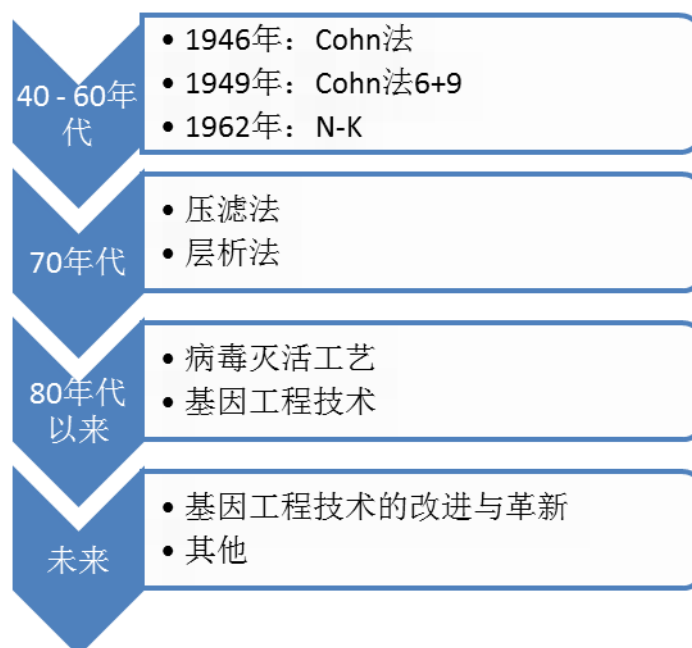 40 - 60年
代
• 1946年：Cohn法
• 1949年：Cohn法6+9
• 1962年：N-K
70年代
• 压滤法
• 层析法
80年代
以来
• 病毒灭活工艺
• 基因工程技术
未来
• 基因工程技术的改进与革新
• 其他